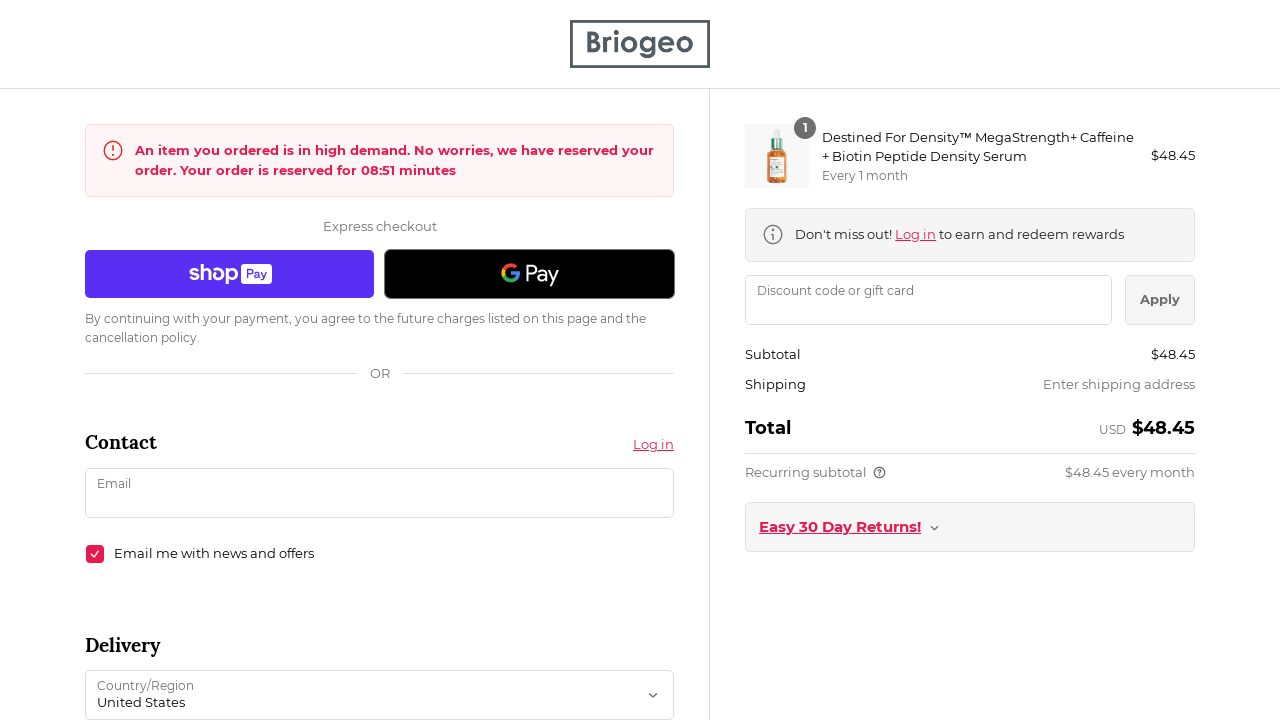 Briogeo
An item you ordered is in high demand. No worries, we have reserved your
order. Your order is reserved for 08:51 minutes
Express checkout
shop Pay
G Pay
By continuing with your payment, you agree to the future charges listed on this page and the
cancellation policy.
OR
Contact
Log in
Email
Email me with news and offers
Delivery
Country/Region
United States
1
Destined For Density™ MegaStrength+ Caffeine
+ Biotin Peptide Density Serum
Every 1 month
$48.45
Don't miss out! Log in to earn and redeem rewards
Discount code or gift card
Apply
Subtotal
$48.45
Shipping
Enter shipping address
Total
USD $48.45
Recurring subtotal
$48.45 every month
Easy 30 Day Returns!